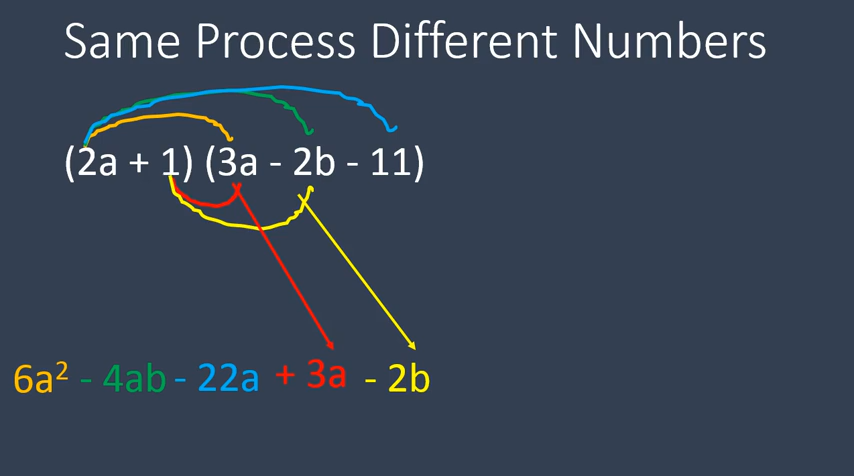 Same Process Different Numbers
(2a + 1) (3a - 2b - 11)
6a² - 4ab - 22a + 3a - 2b